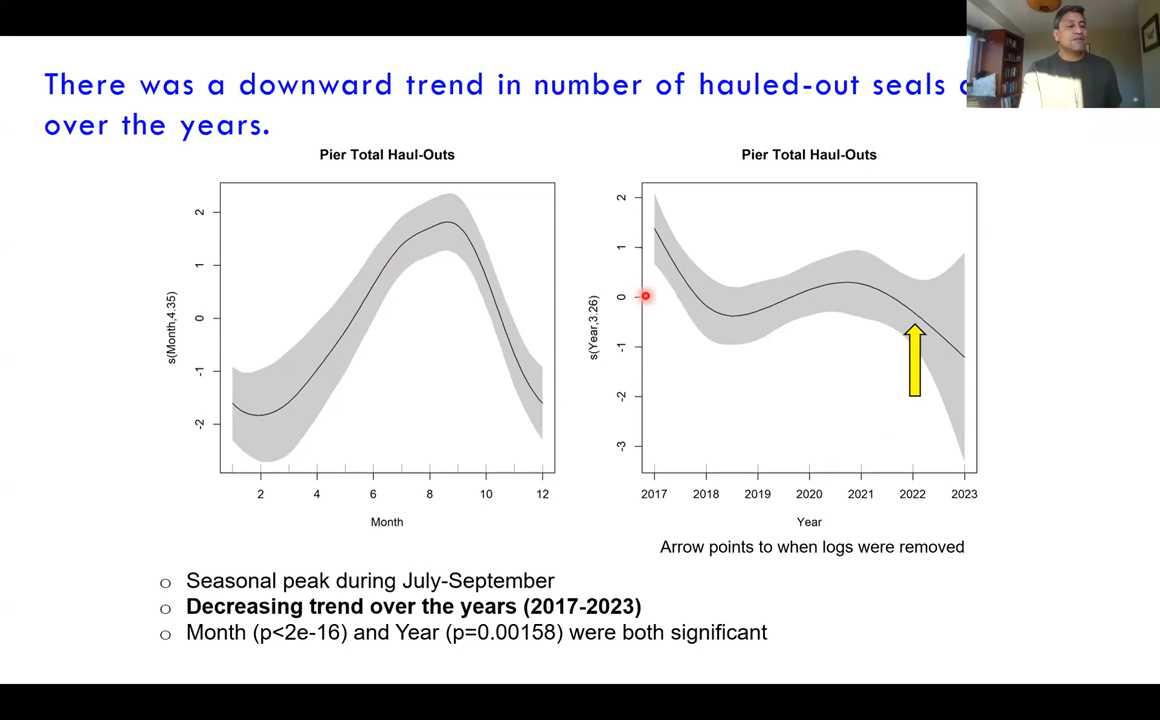 There was a downward trend in number of hauled-out seals
over the years.
Pier Total Haul-Outs
Pier Total Haul-Outs
s(Month,4.35)
2
1
0
-1
-2
2
4
6
8
10
12
Month
s(Year,3.26)
2
1
0
-1
-2
-3
2017
2018
2019
2020
2021
2022
2023
Year
Arrow points to when logs were removed
o Seasonal peak during July-September
o Decreasing trend over the years (2017-2023)
o Month (p<2e-16) and Year (p=0.00158) were both significant